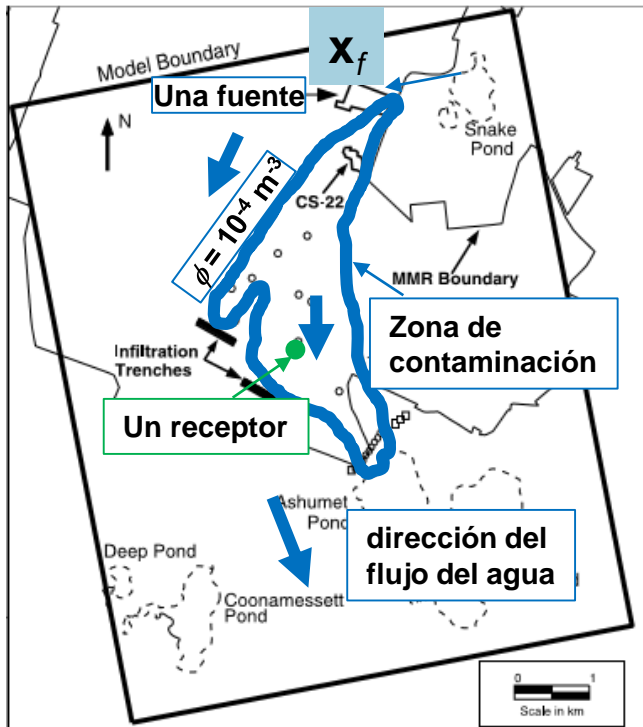 Model Boundary
x_f
Una fuente
N
Snake
Pond
CS-22
ϕ = 10⁻⁴ m⁻³
MMR Boundary
Zona de
contaminación
Infiltration
Trenches
Un receptor
Ashumet
Pond
dirección del
flujo del agua
Deep Pond
Coonamessett
Pond
0 1
Scale in km